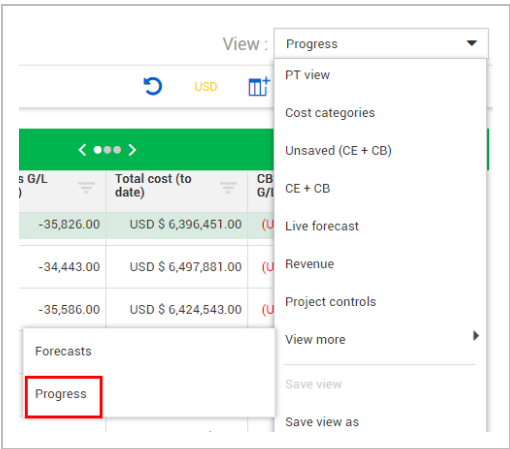 View :
Progress
PT view
USD
Cost categories
Unsaved (CE + CB)
s G/L
)
Total cost (to
date)
CB
G/
CE + CB
-35,826.00
USD $ 6,396,451.00
(U
Live forecast
-34,443.00
USD $ 6,497,881.00
Revenue
-35,586.00
USD $ 6,424,543.00
(U
Project controls
View more
Forecasts
Progress
Save view
Save view as